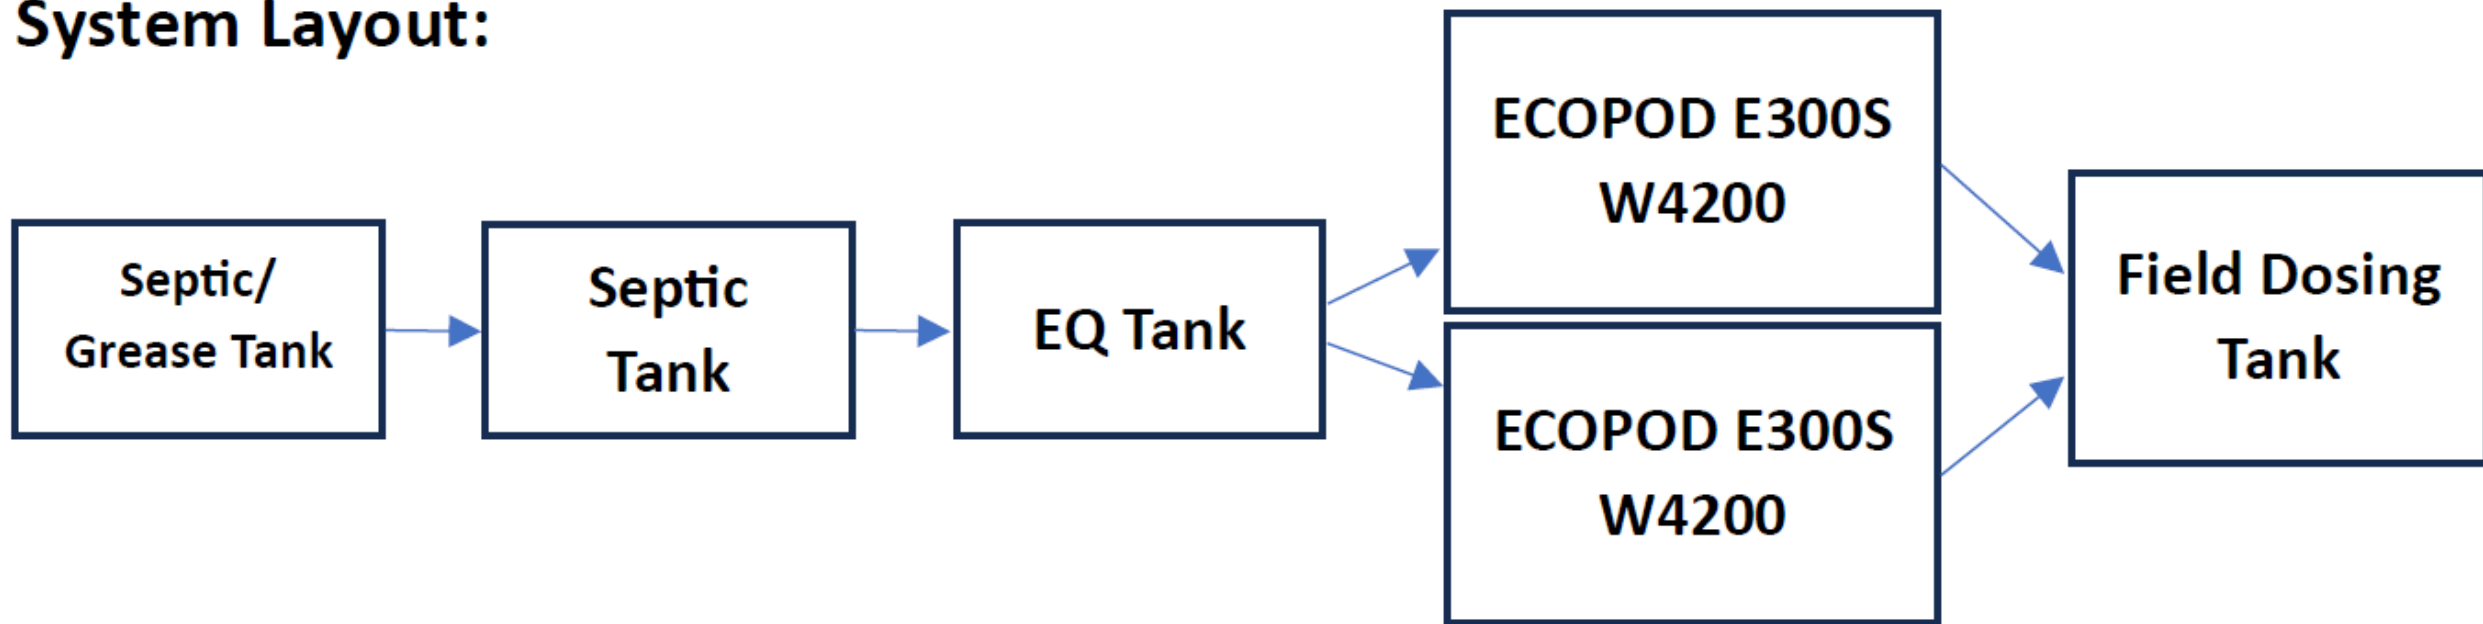 System Layout:
Septic/
Grease Tank
Septic
Tank
EQ Tank
ECOPOD E300S
W4200
ECOPOD E300S
W4200
Field Dosing
Tank